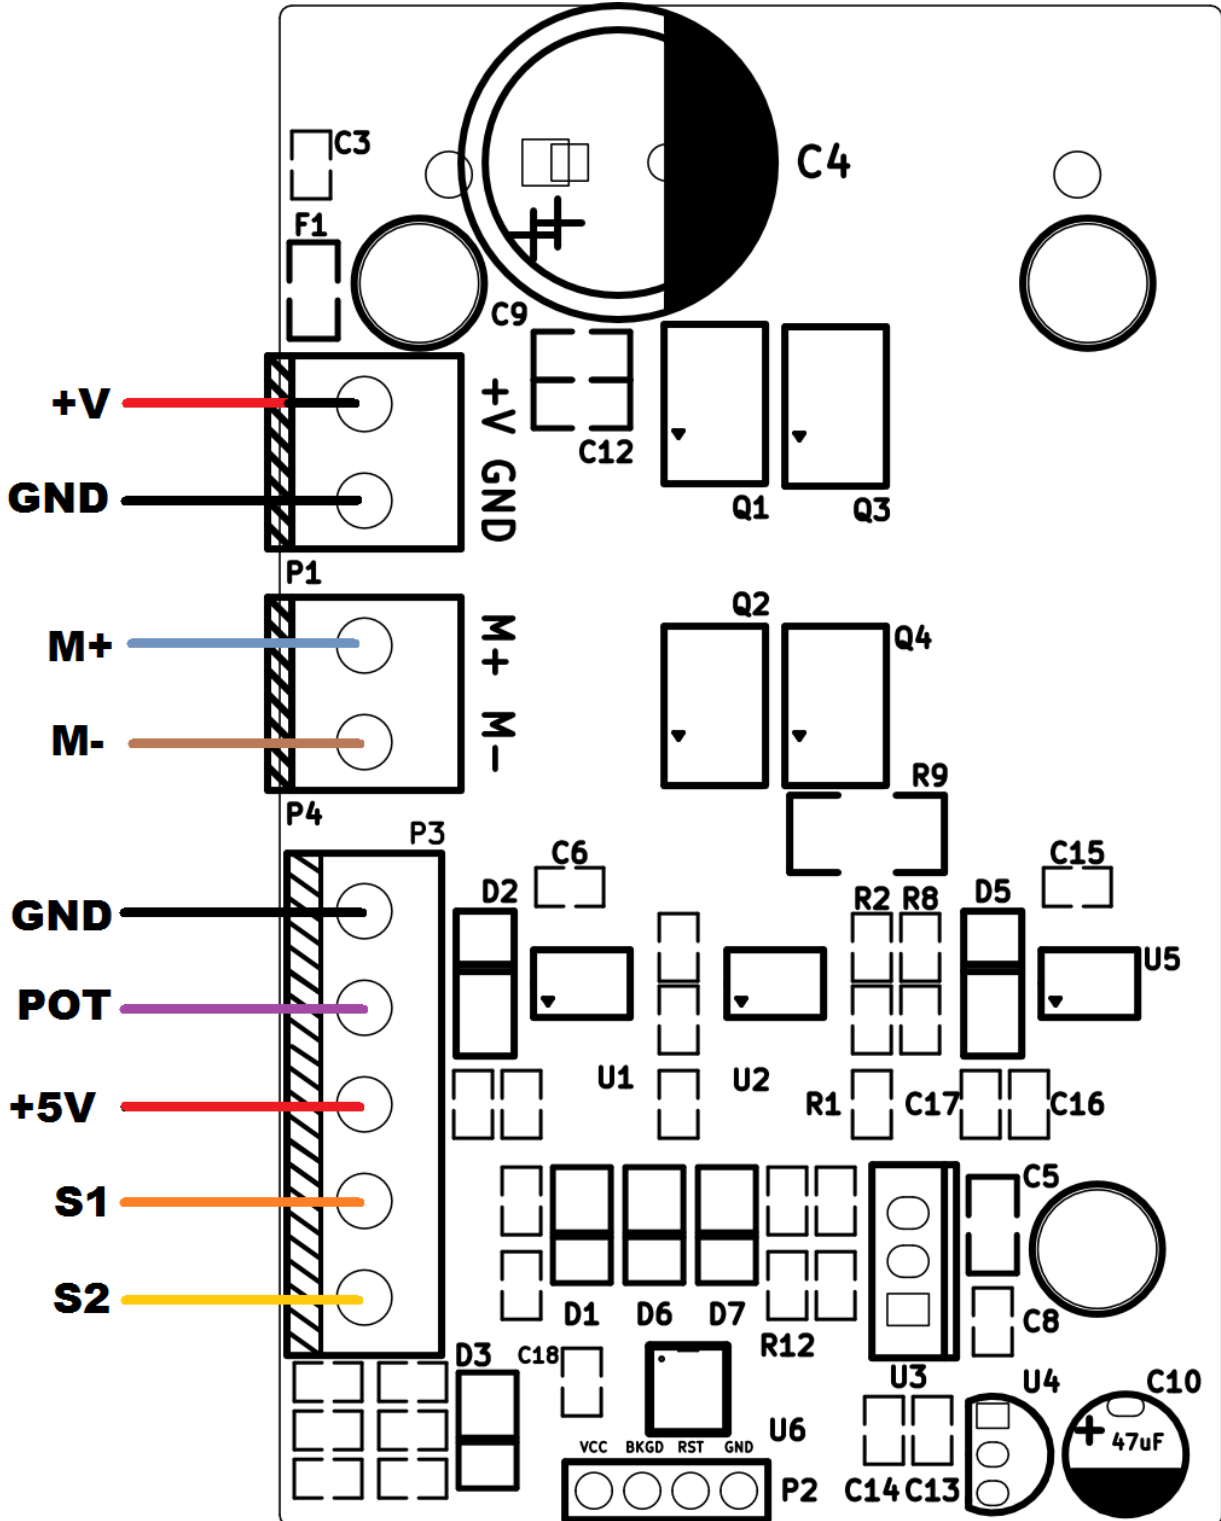 C3
C4
F1
C9
+V
+V
C12
GND
GND
Q1
Q3
P1
Q2
M+
M+
Q4
M-
M-
R9
P4
P3
C6
C15
D2
R2
R8
D5
GND
U5
POT
U1
U2
+5V
R1
C17
C16
S1
C5
S2
D1
D6
D7
C8
R12
D3
C18
U3
U4
C10
U6
47uF
VCC
BKGD
RST
GND
P2
C14
C13